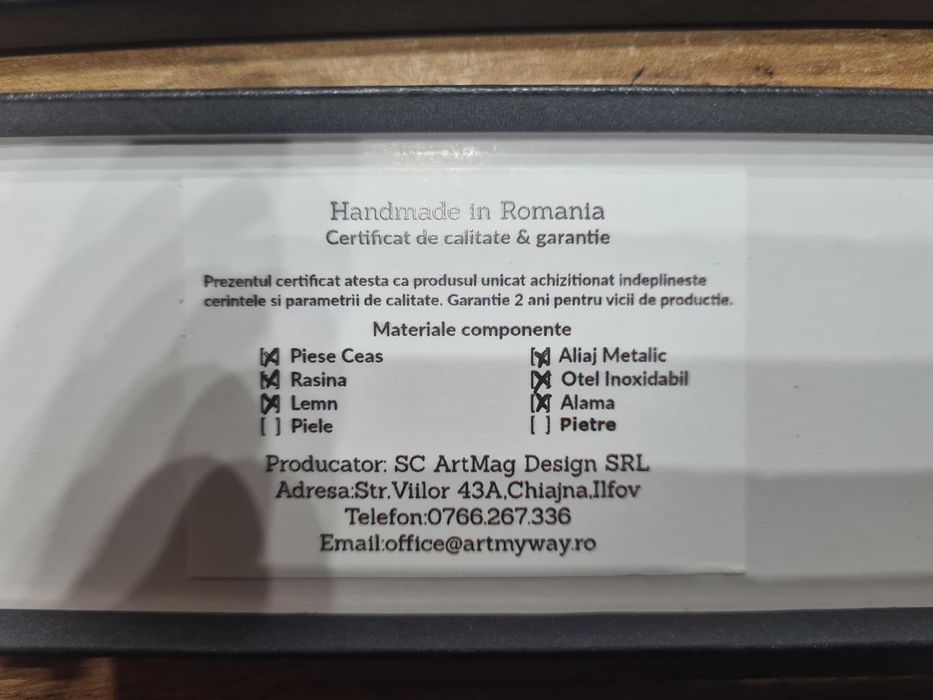 Handmade in Romania
Certificat de calitate & garantie
Prezentul certificat atesta ca produsul unicat achizitionat indeplineste
cerintele si parametrii de calitate. Garantie 2 ani pentru vicii de productie.
Materiale componente
[X] Piese Ceas [X] Aliaj Metalic
[X] Rasina [X] Otel Inoxidabil
[X] Lemn [X] Alama
[ ] Piele [ ] Pietre
Producator: SC ArtMag Design SRL
Adresa:Str.Viilor 43A,Chiajna,Ilfov
Telefon:0766.267.336
Email:office@artmyway.ro